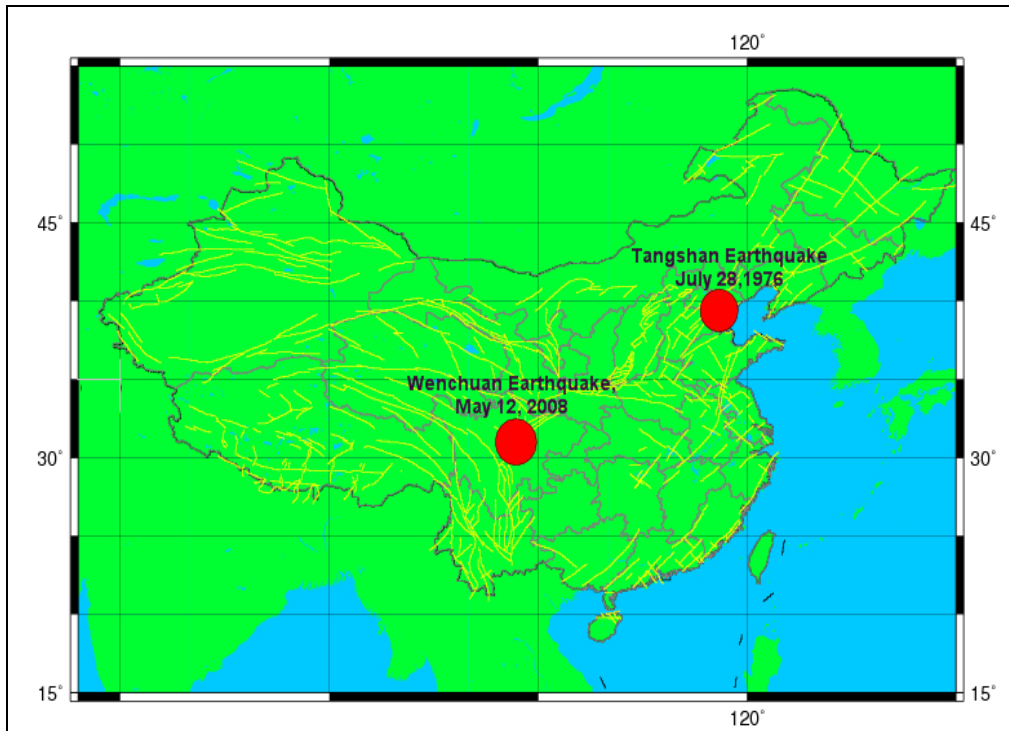 120°
45°
45°
Tangshan Earthquake
July 28,1976
Wenchuan Earthquake,
May 12, 2008
30°
30°
15°
15°
120°